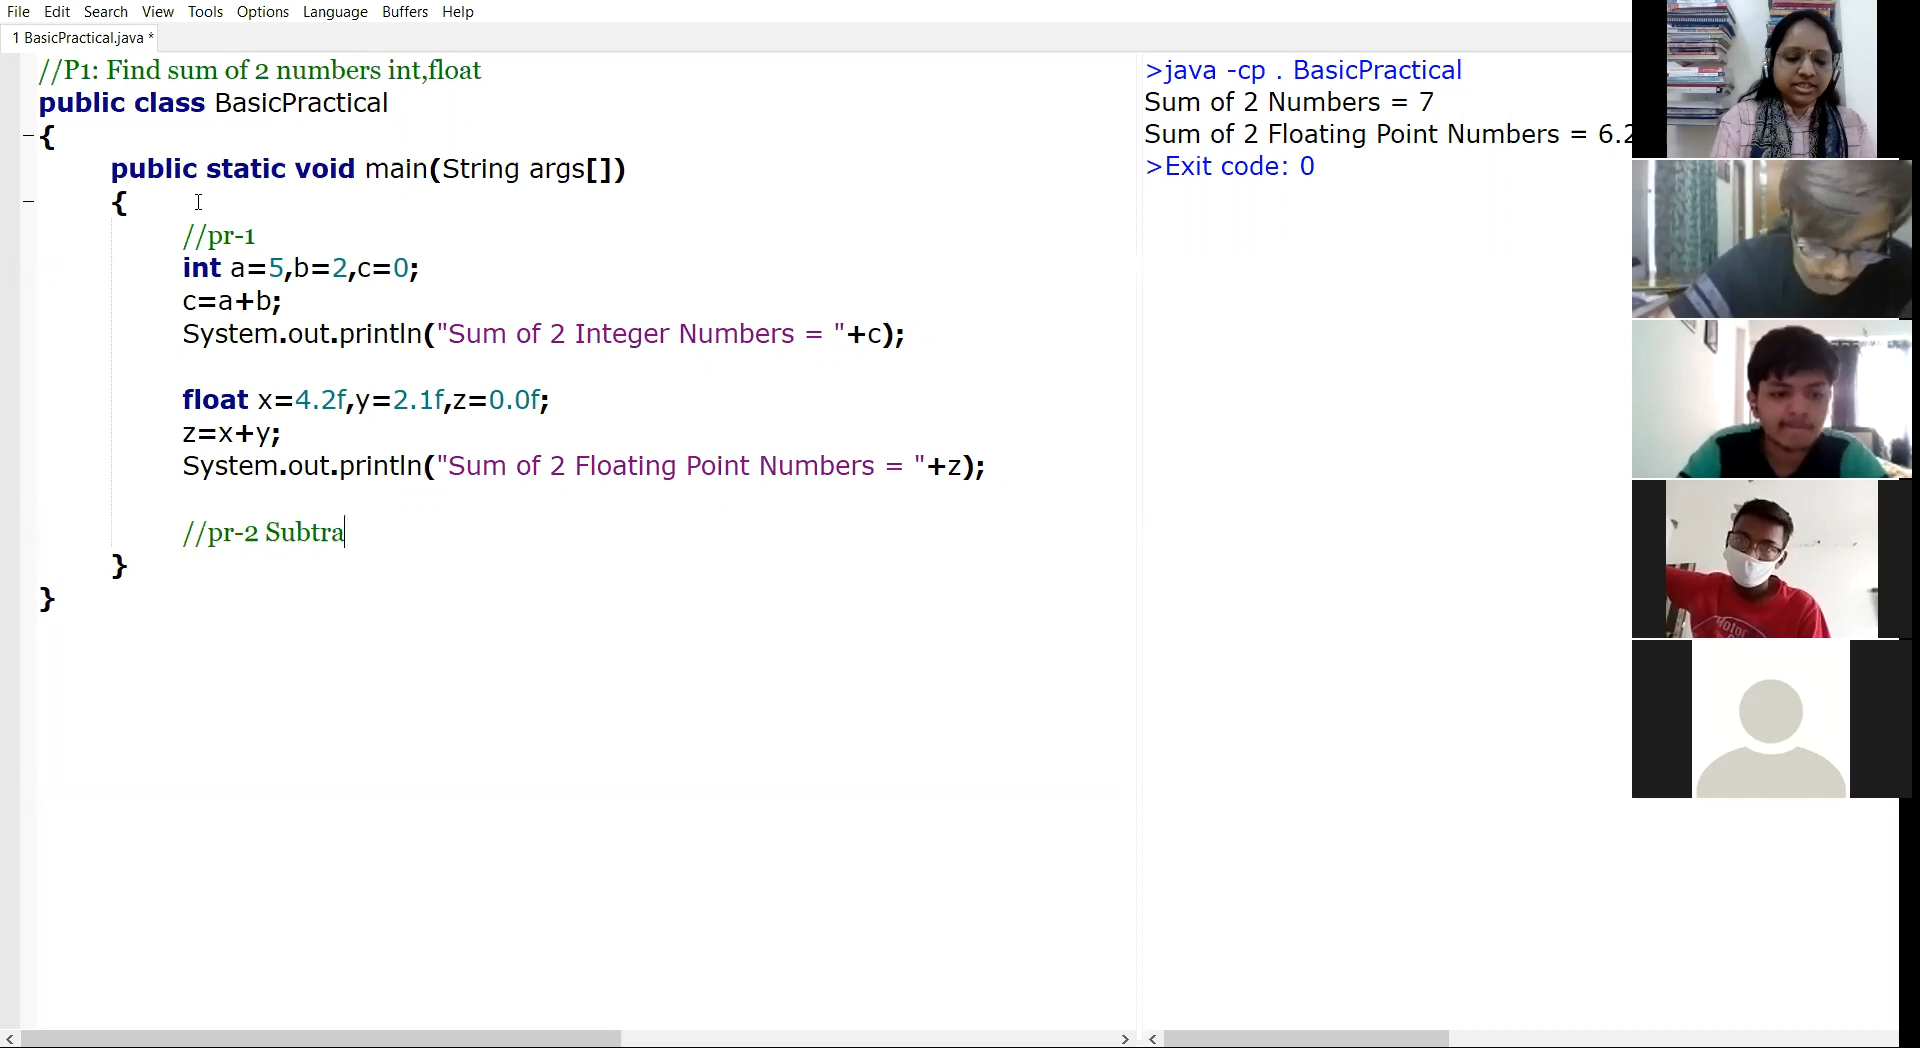 File Edit Search View Tools Options Language Buffers Help
1 BasicPractical.java *
//P1: Find sum of 2 numbers int,float
public class BasicPractical
{
public static void main(String args[])
{
//pr-1
int a=5,b=2,c=0;
c=a+b;
System.out.println("Sum of 2 Integer Numbers = "+c);
float x=4.2f,y=2.1f,z=0.0f;
z=x+y;
System.out.println("Sum of 2 Floating Point Numbers = "+z);
//pr-2 Subtra
}
}
>java -cp . BasicPractical
Sum of 2 Numbers = 7
Sum of 2 Floating Point Numbers = 6.2
>Exit code: 0
Motor